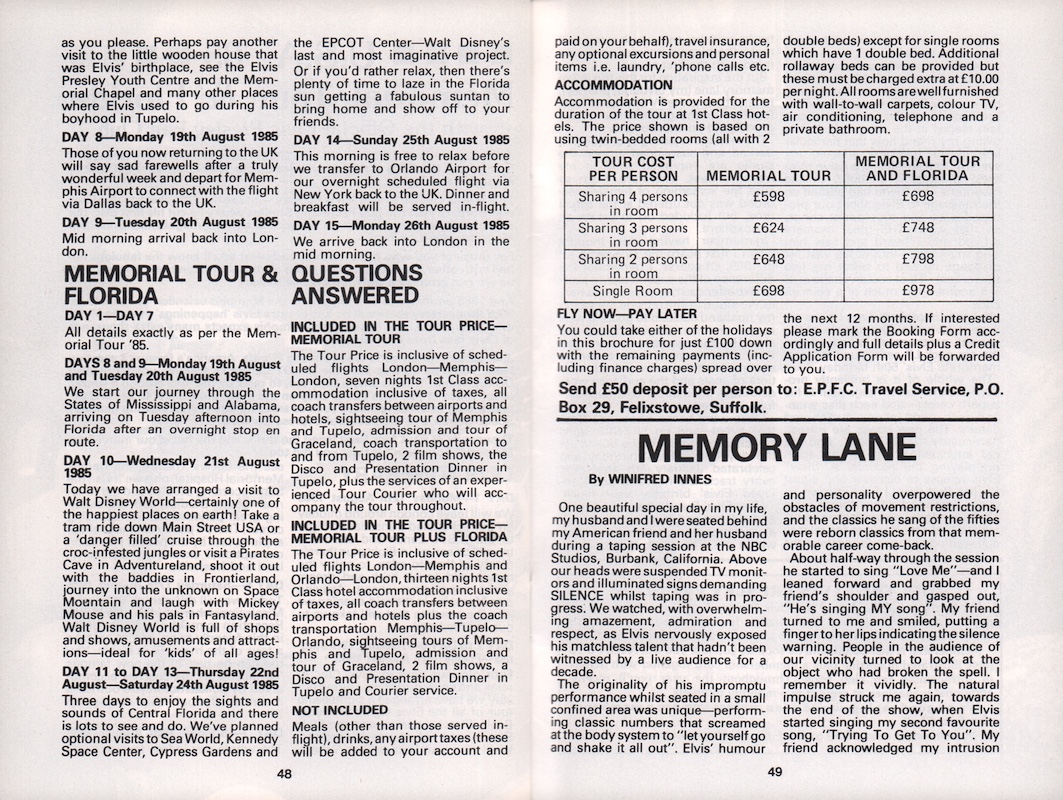 as you please. Perhaps pay another
visit to the little wooden house that
was Elvis' birthplace, see the Elvis
Presley Youth Centre and the Mem-
orial Chapel and many other places
where Elvis used to go during his
boyhood in Tupelo.
DAY 8—Monday 19th August 1985
Those of you now returning to the UK
will say sad farewells after a truly
wonderful week and depart for Mem-
phis Airport to connect with the flight
via Dallas back to the UK.
DAY 9—Tuesday 20th August 1985
Mid morning arrival back into Lon-
don.
MEMORIAL TOUR &
FLORIDA
DAY 1—DAY 7
All details exactly as per the Mem-
orial Tour '85.
DAYS 8 and 9—Monday 19th August
and Tuesday 20th August 1985
We start our journey through the
States of Mississippi and Alabama,
arriving on Tuesday afternoon into
Florida after an overnight stop en
route.
DAY 10—Wednesday 21st August
1985
Today we have arranged a visit to
Walt Disney World—certainly one of
the happiest places on earth! Take a
tram ride down Main Street USA or
a 'danger filled' cruise through the
croc-infested jungles or visit a Pirates
Cave in Adventureland, shoot it out
with the baddies in Frontierland,
journey into the unknown on Space
Mountain and laugh with Mickey
Mouse and his pals in Fantasyland.
Walt Disney World is full of shops
and shows, amusements and attract-
ions—ideal for 'kids' of all ages!
DAY 11 to DAY 13—Thursday 22nd
August—Saturday 24th August 1985
Three days to enjoy the sights and
sounds of Central Florida and there
is lots to see and do. We've planned
optional visits to Sea World, Kennedy
Space Center, Cypress Gardens and
the EPCOT Center—Walt Disney's
last and most imaginative project.
Or if you'd rather relax, then there's
plenty of time to laze in the Florida
sun getting a fabulous suntan to
bring home and show off to your
friends.
DAY 14—Sunday 25th August 1985
This morning is free to relax before
we transfer to Orlando Airport for
our overnight scheduled flight via
New York back to the UK. Dinner and
breakfast will be served in-flight.
DAY 15—Monday 26th August 1985
We arrive back into London in the
mid morning.
QUESTIONS
ANSWERED
INCLUDED IN THE TOUR PRICE—
MEMORIAL TOUR
The Tour Price is inclusive of sched-
uled flights London—Memphis—
London, seven nights 1st Class acc-
ommodation inclusive of taxes, all
coach transfers between airports and
hotels, sightseeing tour of Memphis
and Tupelo, admission and tour of
Graceland, coach transportation to
and from Tupelo, 2 film shows, the
Disco and Presentation Dinner in
Tupelo, plus the services of an exper-
ienced Tour Courier who will acc-
ompany the tour throughout.
INCLUDED IN THE TOUR PRICE—
MEMORIAL TOUR PLUS FLORIDA
The Tour Price is inclusive of sched-
uled flights London—Memphis and
Orlando—London, thirteen nights 1st
Class hotel accommodation inclusive
of taxes, all coach transfers between
airports and hotels plus the coach
transportation Memphis—Tupelo—
Orlando, sightseeing tours of Mem-
phis and Tupelo, admission and
tour of Graceland, 2 film shows, a
Disco and Presentation Dinner in
Tupelo and Courier service.
NOT INCLUDED
Meals (other than those served in-
flight), drinks, any airport taxes (these
will be added to your account and
48
paid on your behalf), travel insurance,
any optional excursions and personal
items i.e. laundry, 'phone calls etc.
ACCOMMODATION
Accommodation is provided for the
duration of the tour at 1st Class hot-
els. The price shown is based on
using twin-bedded rooms (all with 2
double beds) except for single rooms
which have 1 double bed. Additional
rollaway beds can be provided but
these must be charged extra at £10.00
per night. All rooms are well furnished
with wall-to-wall carpets, colour TV,
air conditioning, telephone and a
private bathroom.
TOUR COST
PER PERSON
MEMORIAL TOUR
MEMORIAL TOUR
AND FLORIDA
Sharing 4 persons
in room
£598
£698
Sharing 3 persons
in room
£624
£748
Sharing 2 persons
in room
£648
£798
Single Room
£698
£978
FLY NOW—PAY LATER
You could take either of the holidays
in this brochure for just £100 down
with the remaining payments (inc-
luding finance charges) spread over
the next 12 months. If interested
please mark the Booking Form acc-
ordingly and full details plus a Credit
Application Form will be forwarded
to you.
Send £50 deposit per person to: E.P.F.C. Travel Service, P.O.
Box 29, Felixstowe, Suffolk.
MEMORY LANE
By WINIFRED INNES
One beautiful special day in my life,
my husband and I were seated behind
my American friend and her husband
during a taping session at the NBC
Studios, Burbank, California. Above
our heads were suspended TV monit-
ors and illuminated signs demanding
SILENCE whilst taping was in pro-
gress. We watched, with overwhelm-
ing amazement, admiration and
respect, as Elvis nervously exposed
his matchless talent that hadn't been
witnessed by a live audience for a
decade.
The originality of his impromptu
performance whilst seated in a small
confined area was unique—perform-
ing classic numbers that screamed
at the body system to "let yourself go
and shake it all out". Elvis' humour
and personality overpowered the
obstacles of movement restrictions,
and the classics he sang of the fifties
were reborn classics from that mem-
orable career come-back.
About half-way through the session
he started to sing "Love Me"—and I
leaned forward and grabbed my
friend's shoulder and gasped out,
"He's singing MY song". My friend
turned to me and smiled, putting a
finger to her lips indicating the silence
warning. People in the audience of
our vicinity turned to look at the
object who had broken the spell. I
remember it vividly. The natural
impulse struck me again, towards
the end of the show, when Elvis
started singing my second favourite
song, "Trying To Get To You". My
friend acknowledged my intrusion
49